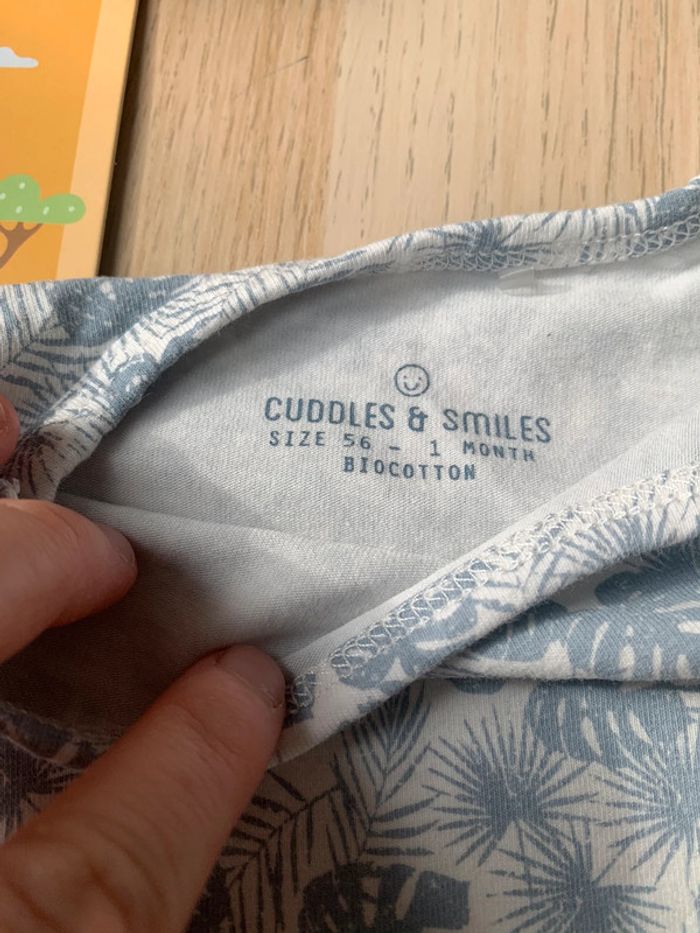 CUDDLES & SMILES
SIZE 56 - 1 MONTH
BIOCOTTON